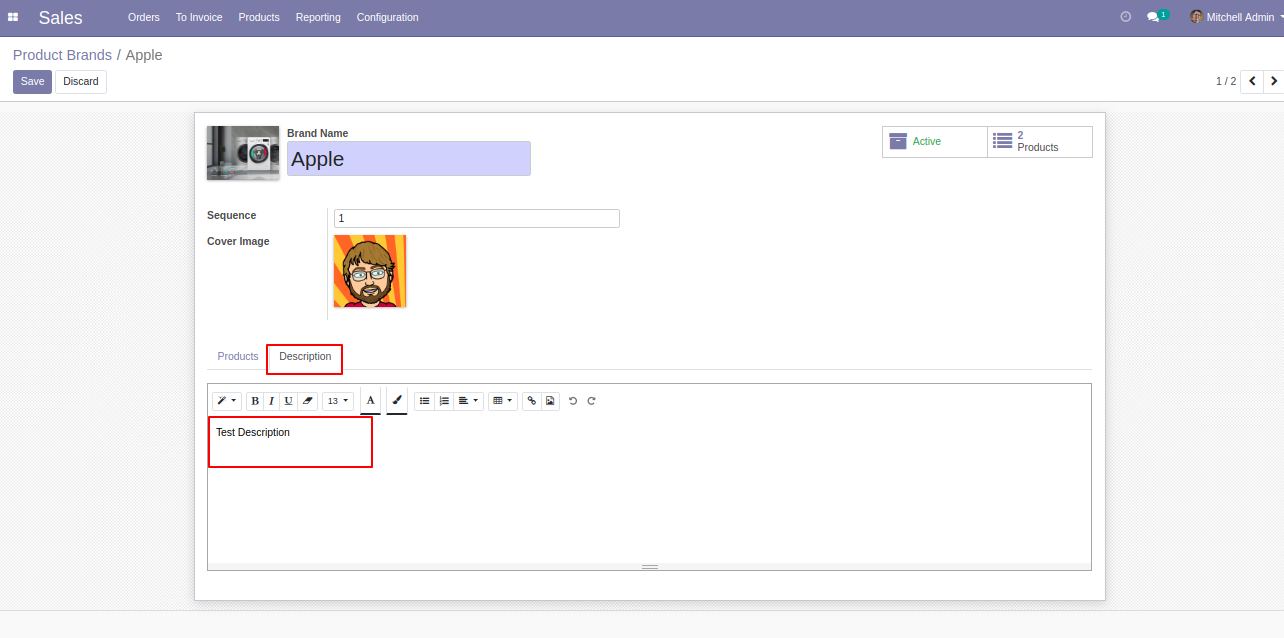 Sales Orders To Invoice Products Reporting Configuration 1 Mitchell Admin
Product Brands / Apple
Save Discard 1 / 2
Brand Name
Apple
Active
2
Products
Sequence 1
Cover Image
Products Description
B I U 13 A
Test Description